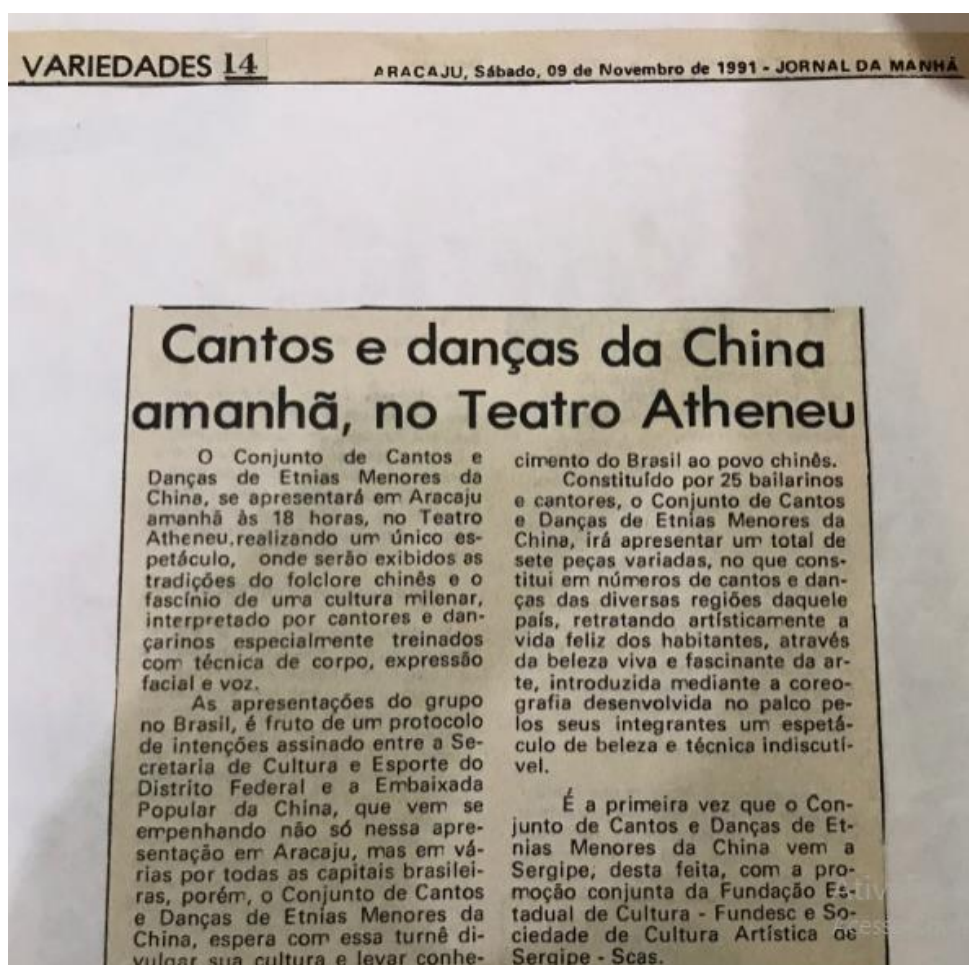 VARIEDADES 14
ARACAJU, Sábado, 09 de Novembro de 1991 - JORNAL DA MANHÃ
Cantos e danças da China
amanhã, no Teatro Atheneu
O Conjunto de Cantos e
Danças de Etnias Menores da
China, se apresentará em Aracaju
amanhã às 18 horas, no Teatro
Atheneu, realizando um único es-
petáculo, onde serão exibidos as
tradições do folclore chinês e o
fascínio de uma cultura milenar,
interpretado por cantores e dan-
çarinos especialmente treinados
com técnica de corpo, expressão
facial e voz.
As apresentações do grupo
no Brasil, é fruto de um protocolo
de intenções assinado entre a Se-
cretaria de Cultura e Esporte do
Distrito Federal e a Embaixada
Popular da China, que vem se
empenhando não só nessa apre-
sentação em Aracaju, mas em vá-
rias por todas as capitais brasilei-
ras, porém, o Conjunto de Cantos
e Danças de Etnias Menores da
China, espera com essa turnê di-
vulgar sua cultura e levar conhe-
cimento do Brasil ao povo chinês.
Constituído por 25 bailarinos
e cantores, o Conjunto de Cantos
e Danças de Etnias Menores da
China, irá apresentar um total de
sete peças variadas, no que cons-
titui em números de cantos e dan-
ças das diversas regiões daquele
país, retratando artísticamente a
vida feliz dos habitantes, através
da beleza viva e fascinante da ar-
te, introduzida mediante a coreo-
grafia desenvolvida no palco pe-
los seus integrantes um espetá-
culo de beleza e técnica indiscutí-
vel.
É a primeira vez que o Con-
junto de Cantos e Danças de Et-
nias Menores da China vem a
Sergipe, desta feita, com a pro-
moção conjunta da Fundação Es-
tadual de Cultura - Fundesc e So-
ciedade de Cultura Artística de
Sergipe - Scas.